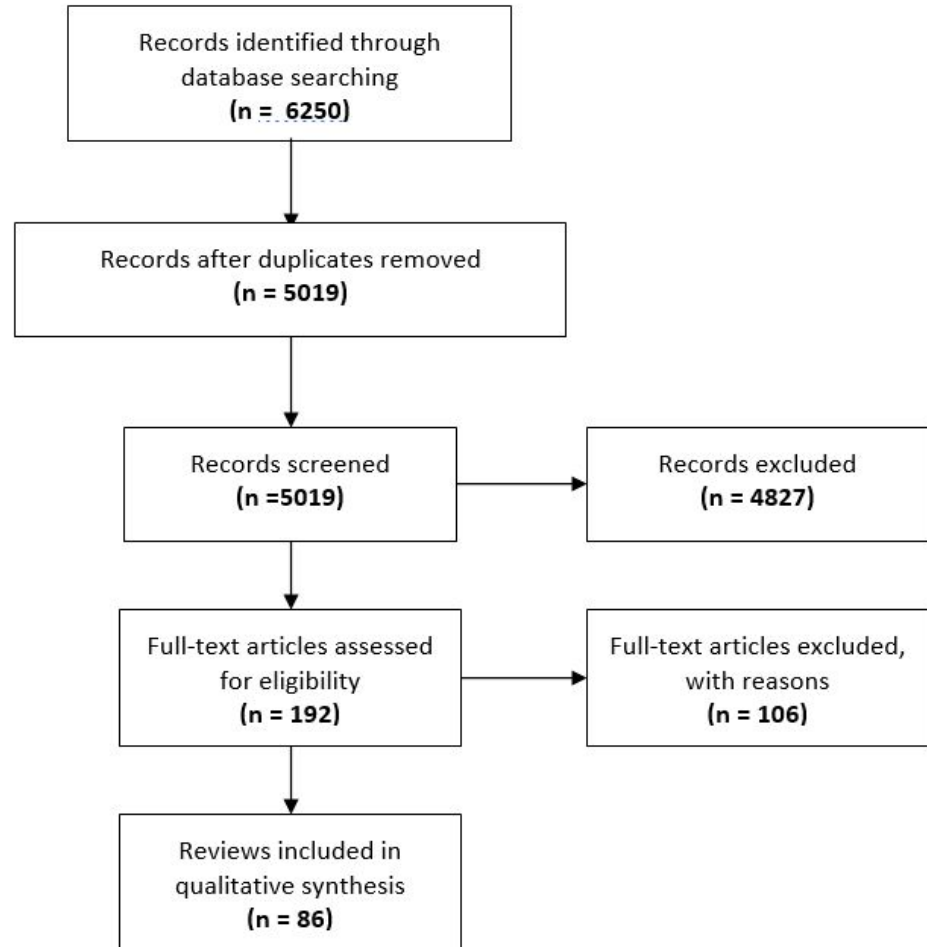 Records identified through
database searching
(n =  6250)
Records after duplicates removed
(n = 5019)
Records screened
(n =5019)
Records excluded
(n = 4827)
Full-text articles assessed
for eligibility
(n = 192)
Full-text articles excluded,
with reasons
(n = 106)
Reviews included in
qualitative synthesis
(n = 86)